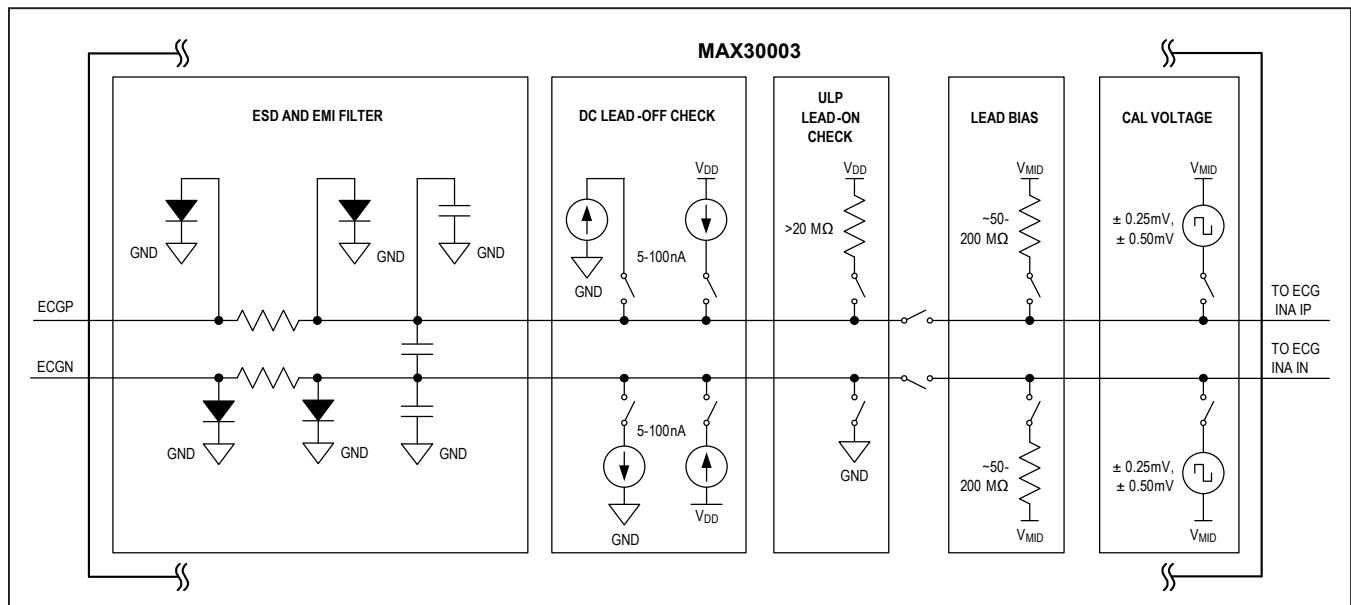 MAX30003
ESD AND EMI FILTER
GND
GND
GND
ECGP
ECGN
GND
GND
GND
DC LEAD-OFF CHECK
VDD
5-100nA
GND
5-100nA
VDD
GND
ULP
LEAD-ON
CHECK
VDD
>20 MΩ
GND
LEAD BIAS
VMID
~50-
200 MΩ
~50-
200 MΩ
VMID
CAL VOLTAGE
VMID
± 0.25mV,
± 0.50mV
± 0.25mV,
± 0.50mV
VMID
TO ECG
INA IP
TO ECG
INA IN